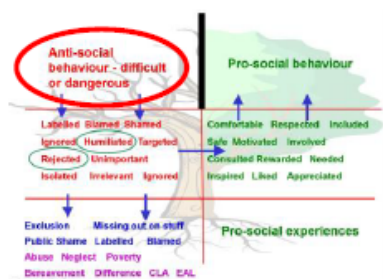 Anti-social
behaviour - difficult
or dangerous
Pro-social behaviour
Labelled Blamed Shamed
Ignored Humiliated Targeted
Rejected Unimportant
Isolated Irrelevant Ignored
Comfortable Respected Included
Safe Motivated Involved
Consulted Rewarded Needed
Inspired Liked Appreciated
Exclusion Missing out on stuff
Public Shame Labelled Blamed
Abuse Neglect Poverty
Bereavement Difference CLA EAL
Pro-social experiences